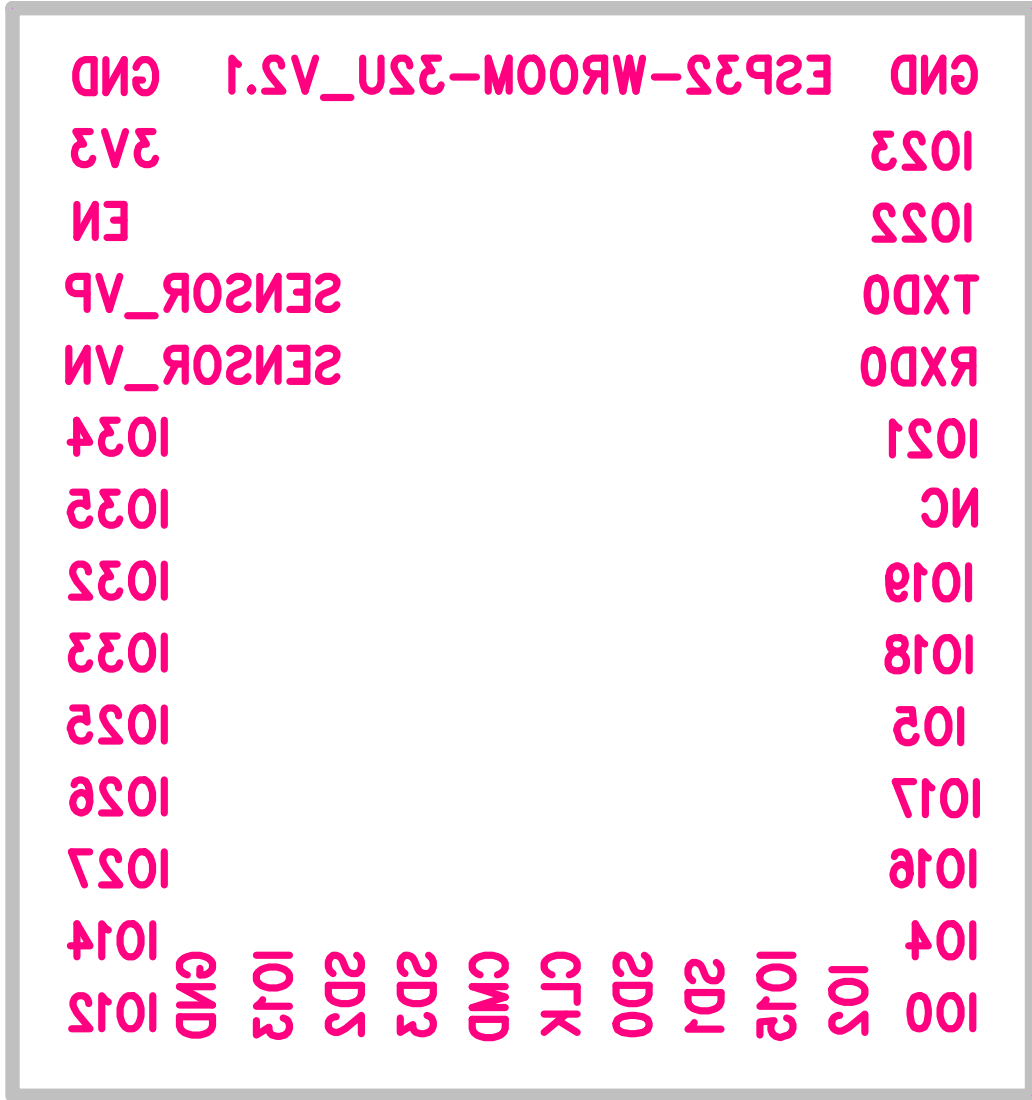 GND ESP32-WROOM-32U_V2.1 GND
3V3 IO23
EN IO22
SENSOR_VP TXD0
SENSOR_VN RXD0
IO34 IO21
IO35 NC
IO32 IO19
IO33 IO18
IO25 IO5
IO26 IO17
IO27 IO16
IO14 IO4
IO12 IO0
GND
IO13
SD2
SD3
CMD
CLK
SD0
SD1
IO15
IO2